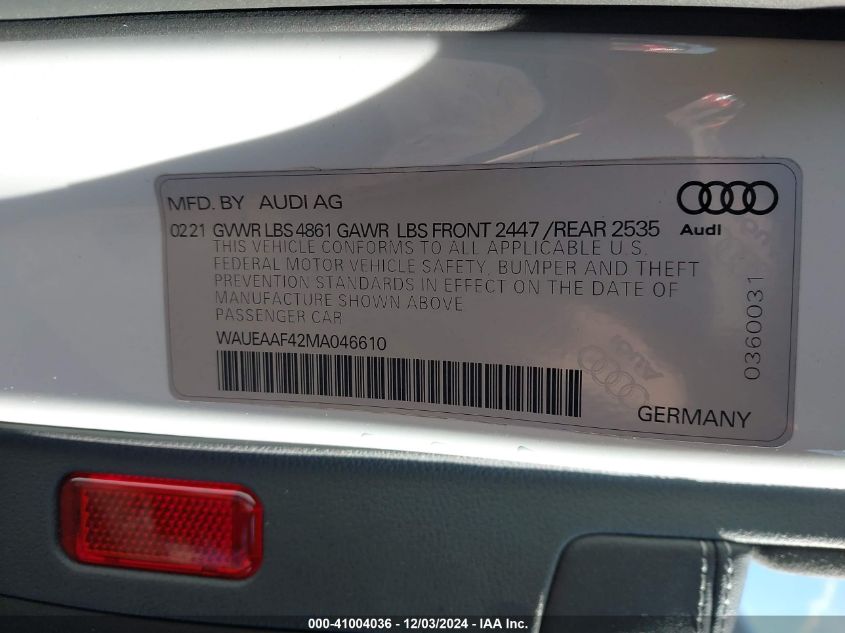 MFD. BY AUDI AG
0221 GVWR LBS 4861 GAWR LBS FRONT 2447 /REAR 2535
Audi
THIS VEHICLE CONFORMS TO ALL APPLICABLE U.S.
FEDERAL MOTOR VEHICLE SAFETY, BUMPER AND THEFT
PREVENTION STANDARDS IN EFFECT ON THE DATE OF
MANUFACTURE SHOWN ABOVE
PASSENGER CAR
WAUEAAF42MA046610
0360031
Audi
GERMANY
000-41004036 - 12/03/2024 - IAA Inc.